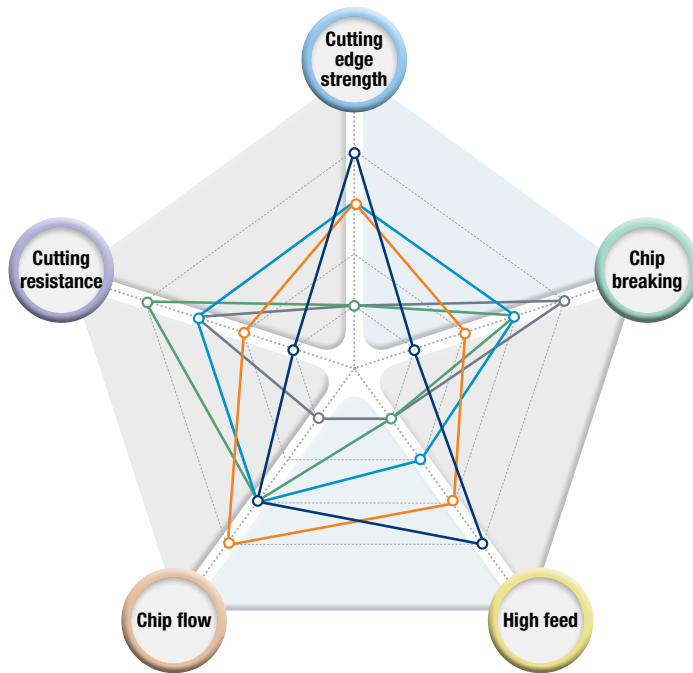 Cutting
edge
strength
Cutting
resistance
Chip
breaking
Chip flow
High feed